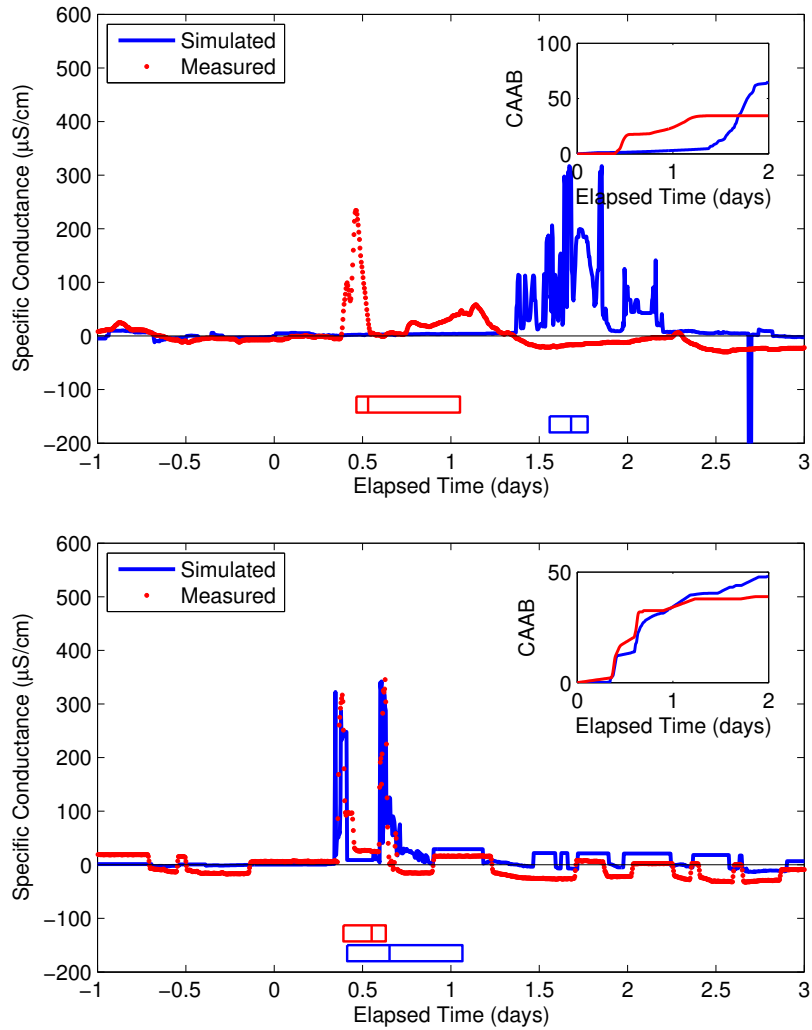 600
500
400
300
200
100
0
−100
−200
Specific Conductance (μS/cm)
Simulated
Measured
100
50
0
CAAB
0 1 2
Elapsed Time (days)
−1 −0.5 0 0.5 1 1.5 2 2.5 3
Elapsed Time (days)
600
500
400
300
200
100
0
−100
−200
Specific Conductance (μS/cm)
Simulated
Measured
50
0
CAAB
0 1 2
Elapsed Time (days)
−1 −0.5 0 0.5 1 1.5 2 2.5 3
Elapsed Time (days)